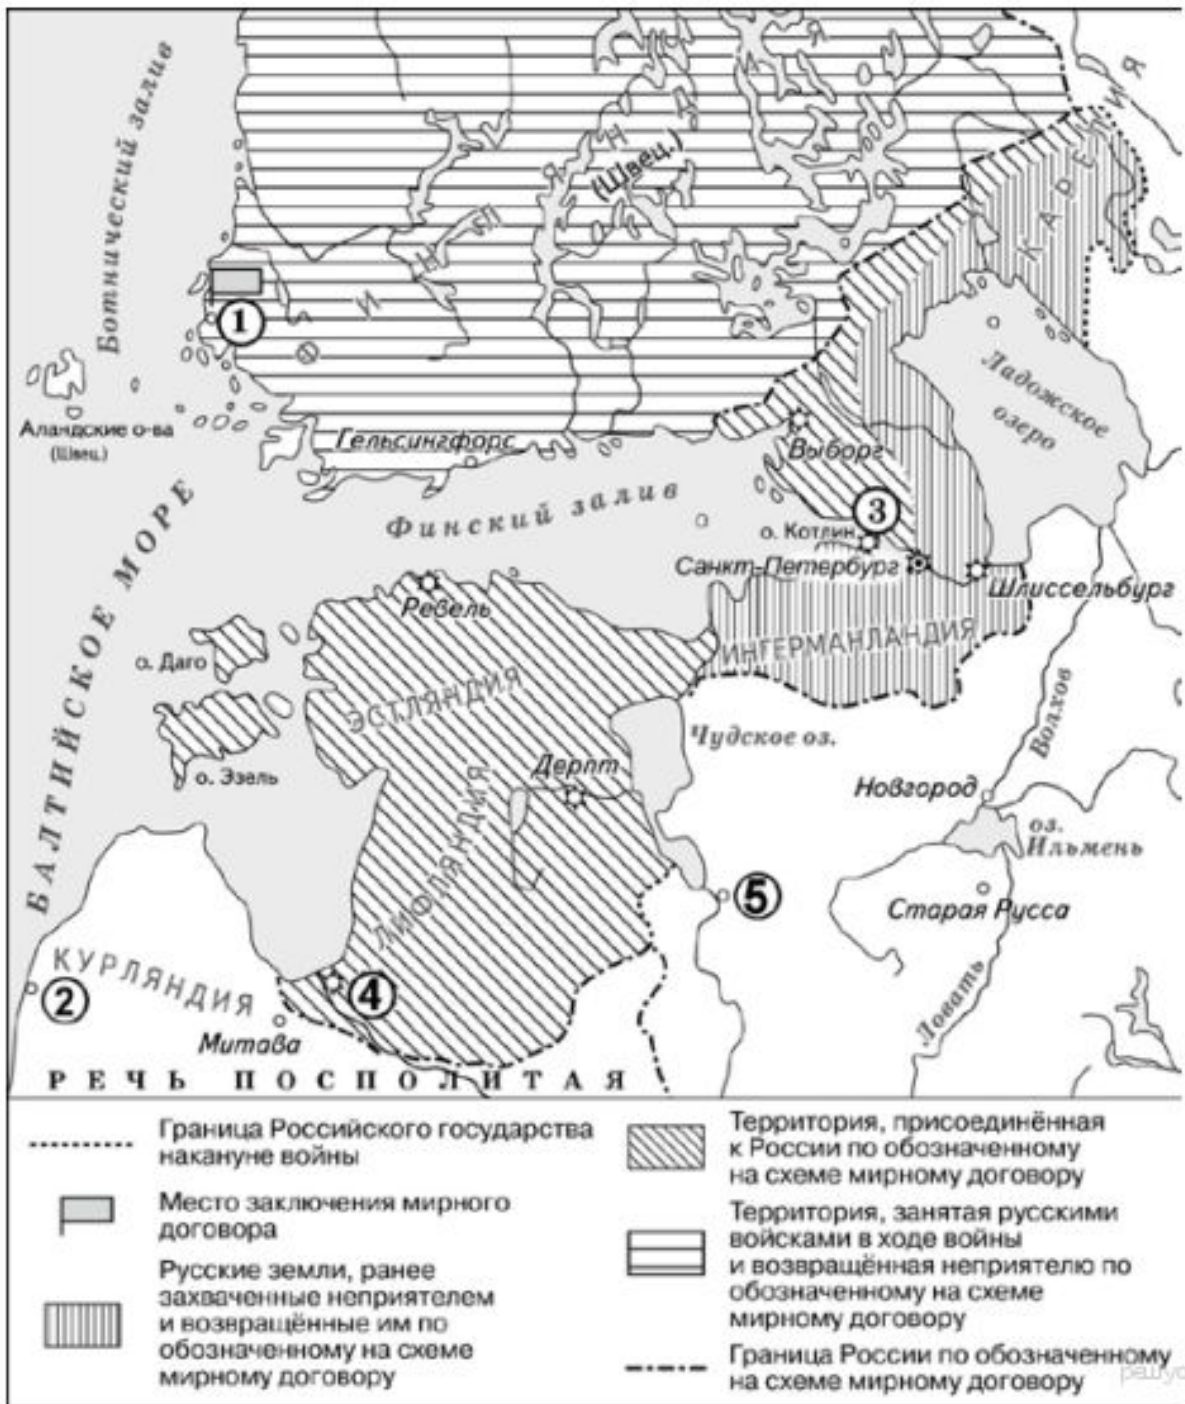 Ботнический залив
ФИНЛЯНДИЯ
(Швец.)
КАРЕЛИЯ
1
Аландские о-ва
(Швец.)
Гельсингфорс
Выборг
Ладожское
озеро
Финский залив
3
о. Котлин
Санкт-Петербург
Шлиссельбург
БАЛТИЙСКОЕ МОРЕ
Ревель
ИНГЕРМАНЛАНДИЯ
о. Даго
ЭСТЛЯНДИЯ
Чудское оз.
Волхов
о. Эзель
Дерпт
Новгород
оз.
Ильмень
ЛИФЛЯНДИЯ
5
Старая Русса
КУРЛЯНДИЯ
2
4
Ловать
Митава
РЕЧЬ ПОСПОЛИТАЯ
Граница Российского государства
накануне войны
Место заключения мирного
договора
Русские земли, ранее
захваченные неприятелем
и возвращённые им по
обозначенному на схеме
мирному договору
Территория, присоединённая
к России по обозначенному
на схеме мирному договору
Территория, занятая русскими
войсками в ходе войны
и возвращённая неприятелю по
обозначенному на схеме
мирному договору
Граница России по обозначенному
на схеме мирному договору